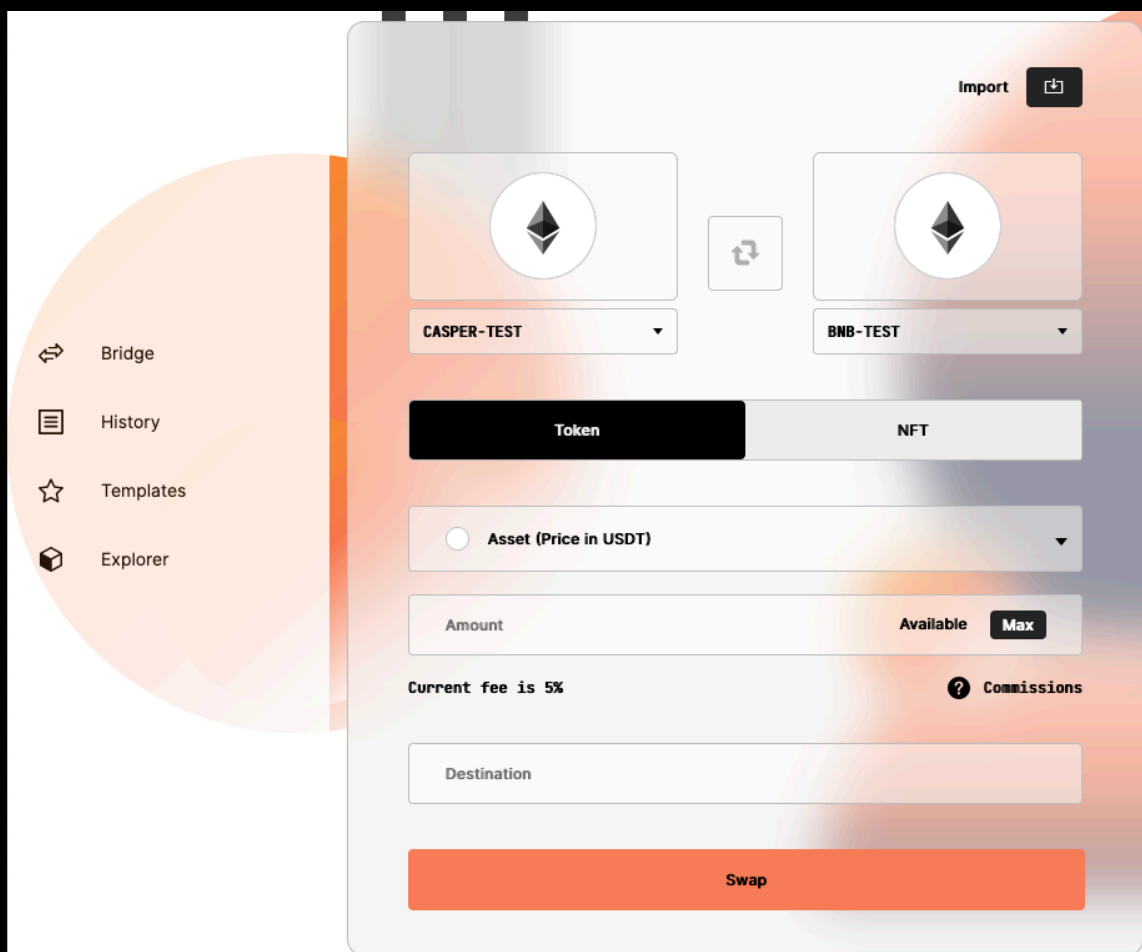 Import
CASPER-TEST
BNB-TEST
Bridge
History
Templates
Explorer
Token
NFT
Asset (Price in USDT)
Amount
Available
Max
Current fee is 5%
? Commissions
Destination
Swap